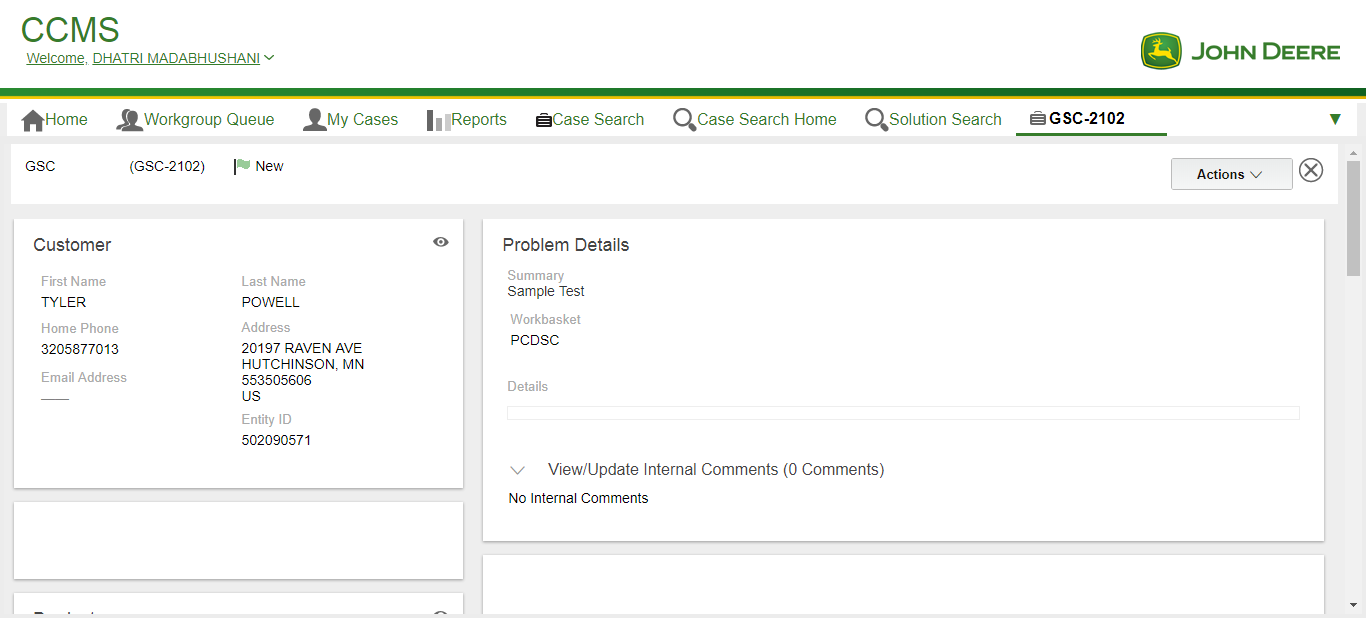 CCMS
Welcome, DHATRI MADABHUSHANI
JOHN DEERE
Home
Workgroup Queue
My Cases
Reports
Case Search
Case Search Home
Solution Search
GSC-2102
GSC (GSC-2102) New
Actions
Customer
First Name
TYLER
Last Name
POWELL
Home Phone
3205877013
Address
20197 RAVEN AVE
HUTCHINSON, MN
553505606
US
Email Address
Entity ID
502090571
Problem Details
Summary
Sample Test
Workbasket
PCDSC
Details
View/Update Internal Comments (0 Comments)
No Internal Comments